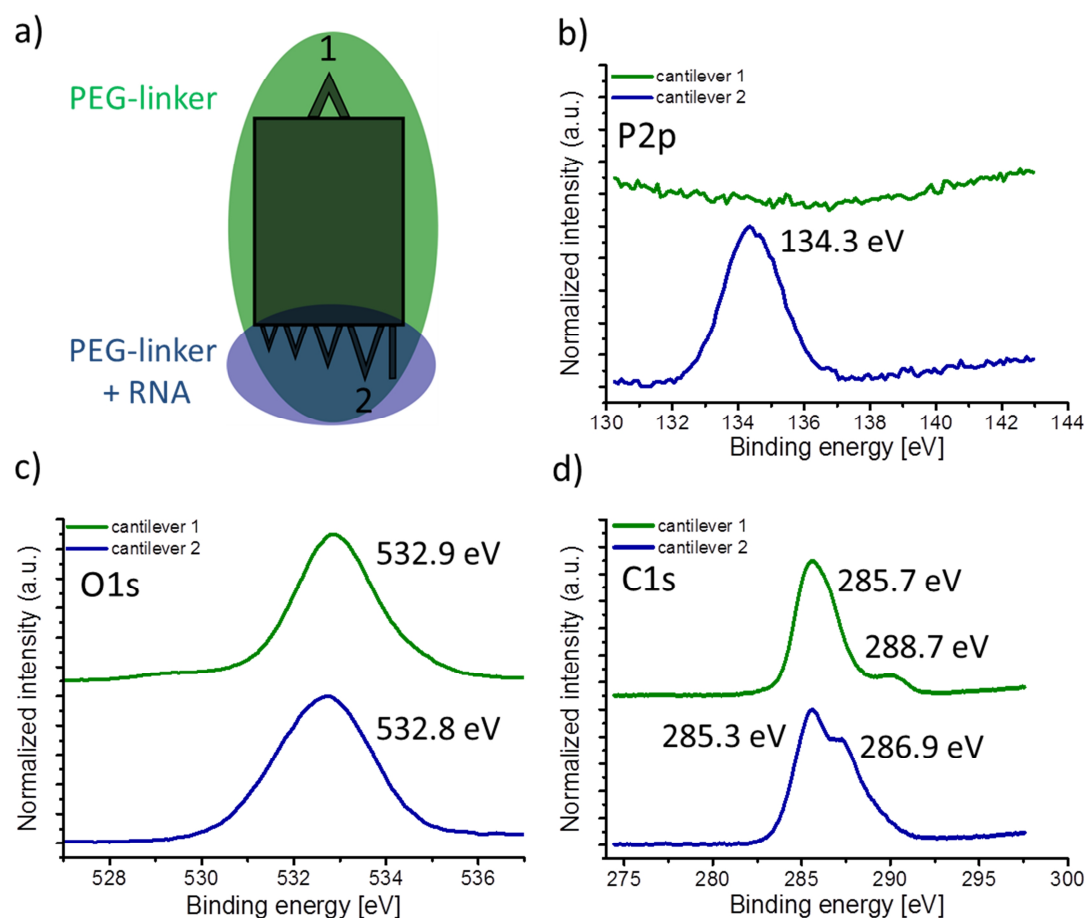 a)
1
PEG-linker
PEG-linker
+ RNA
2
b)
cantilever 1
cantilever 2
P2p
134.3 eV
Normalized intensity (a.u.)
130 132 134 136 138 140 142 144
Binding energy [eV]
c)
cantilever 1
cantilever 2
O1s
532.9 eV
532.8 eV
Normalized intensity (a.u.)
528 530 532 534 536
Binding energy [eV]
d)
cantilever 1
cantilever 2
C1s
285.7 eV
288.7 eV
285.3 eV
286.9 eV
Normalized intensity (a.u.)
275 280 285 290 295 300
Binding energy [eV]